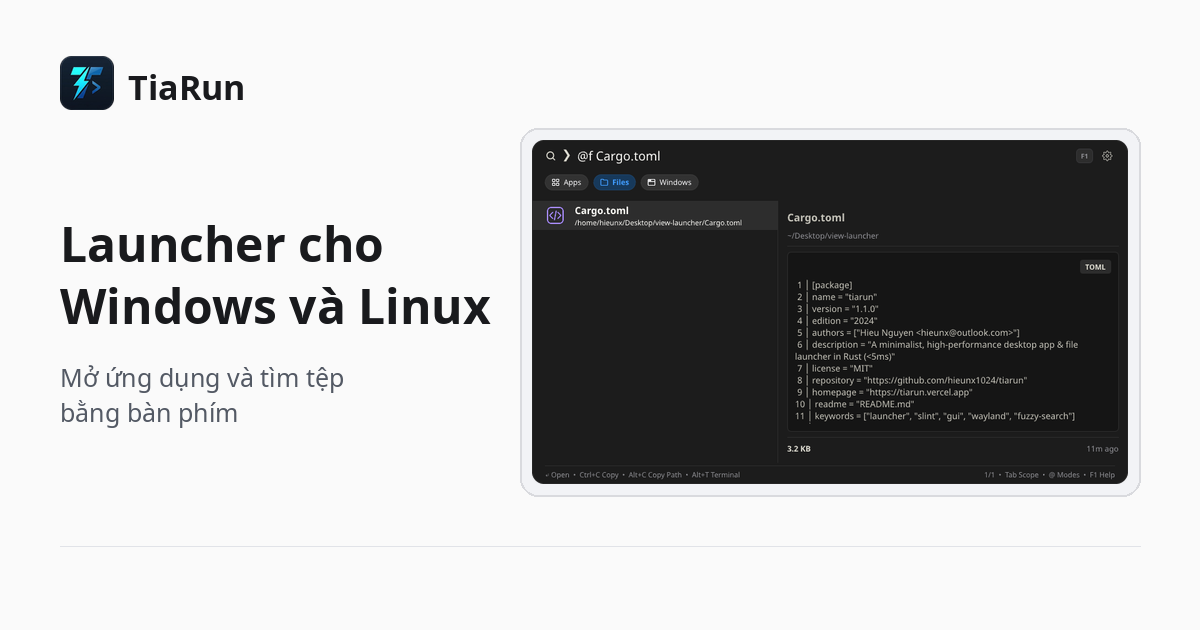 TiaRun
Launcher cho
Windows và Linux
Mở ứng dụng và tìm tệp
bằng bàn phím
❯ @f Cargo.toml
F1
Apps
Files
Windows
Cargo.toml
/home/hieunx/Desktop/view-launcher/Cargo.toml
Cargo.toml
~/Desktop/view-launcher
TOML
1 | [package]
2 | name = "tiarun"
3 | version = "1.1.0"
4 | edition = "2024"
5 | authors = ["Hieu Nguyen <hieunx@outlook.com>"]
6 | description = "A minimalist, high-performance desktop app & file
launcher in Rust (<5ms)"
7 | license = "MIT"
8 | repository = "https://github.com/hieunx1024/tiarun"
9 | homepage = "https://tiarun.vercel.app"
10 | readme = "README.md"
11 | keywords = ["launcher", "slint", "gui", "wayland", "fuzzy-search"]
3.2 KB
11m ago
Open • Ctrl+C Copy • Alt+C Copy Path • Alt+T Terminal
1/1 • Tab Scope • @ Modes • F1 Help